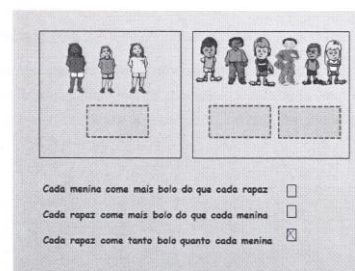 Cada menina come mais bolo do que cada rapaz
Cada rapaz come mais bolo do que cada menina
Cada rapaz come tanto bolo quanto cada menina